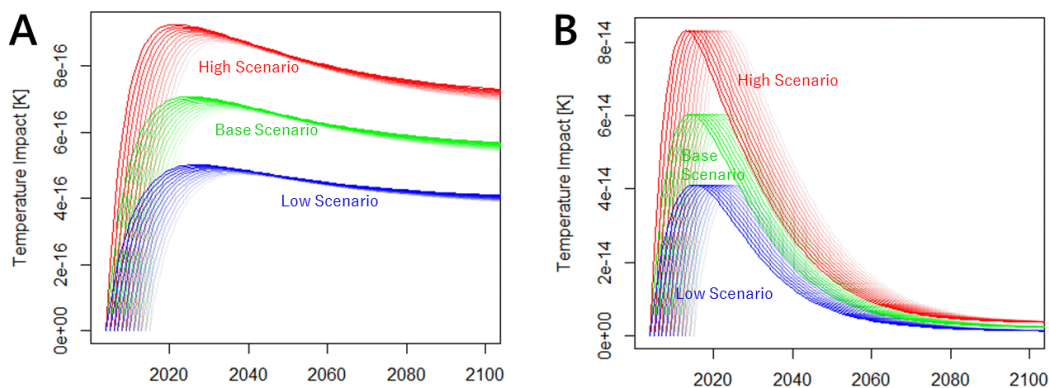 A
Temperature Impact [K]
8e-16
6e-16
4e-16
2e-16
0e+00
High Scenario
Base Scenario
Low Scenario
2020
2040
2060
2080
2100
B
Temperature Impact [K]
8e-14
6e-14
4e-14
2e-14
0e+00
High Scenario
Base
Scenario
Low Scenario
2020
2040
2060
2080
2100